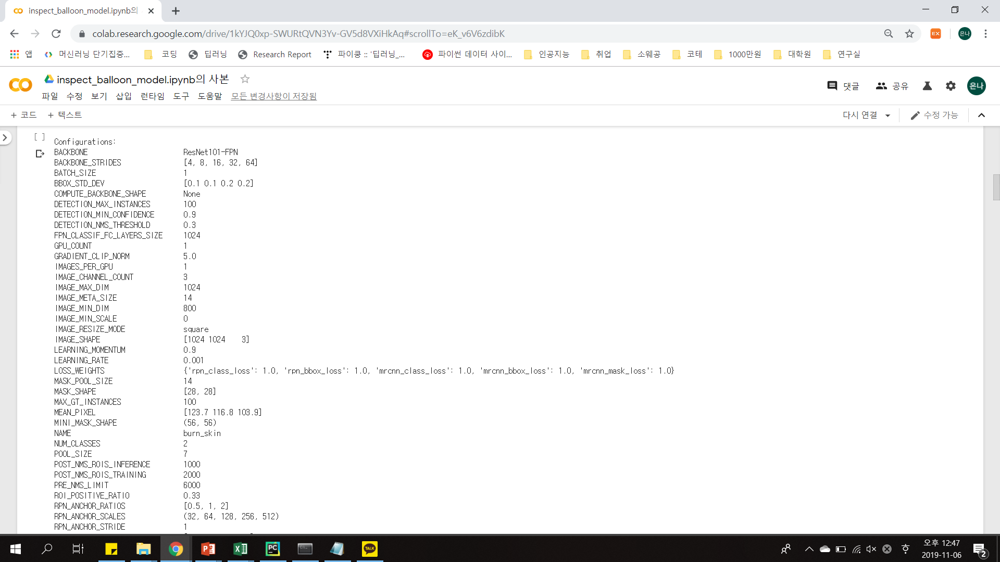 inspect_balloon_model.ipynb의
colab.research.google.com/drive/1kYJQ0xp-SWURtQVN3Yv-GV5d8VXiHkAq#scrollTo=eK_v6V6zdibK
EX
은나
앱
머신러닝 단기집중...
코딩
딥러닝
Research Report
파이쿵 :: '딥러닝_...
파이썬 데이터 사이...
인공지능
취업
소웨공
코테
1000만원
대학원
연구실
inspect_balloon_model.ipynb의 사본
댓글
공유
은나
파일 수정 보기 삽입 런타임 도구 도움말 모든 변경사항이 저장됨
+ 코드 + 텍스트
다시 연결
수정 가능
[ ]
Configurations:
BACKBONE ResNet101-FPN
BACKBONE_STRIDES [4, 8, 16, 32, 64]
BATCH_SIZE 1
BBOX_STD_DEV [0.1 0.1 0.2 0.2]
COMPUTE_BACKBONE_SHAPE None
DETECTION_MAX_INSTANCES 100
DETECTION_MIN_CONFIDENCE 0.9
DETECTION_NMS_THRESHOLD 0.3
FPN_CLASSIF_FC_LAYERS_SIZE 1024
GPU_COUNT 1
GRADIENT_CLIP_NORM 5.0
IMAGES_PER_GPU 1
IMAGE_CHANNEL_COUNT 3
IMAGE_MAX_DIM 1024
IMAGE_META_SIZE 14
IMAGE_MIN_DIM 800
IMAGE_MIN_SCALE 0
IMAGE_RESIZE_MODE square
IMAGE_SHAPE [1024 1024 3]
LEARNING_MOMENTUM 0.9
LEARNING_RATE 0.001
LOSS_WEIGHTS {'rpn_class_loss': 1.0, 'rpn_bbox_loss': 1.0, 'mrcnn_class_loss': 1.0, 'mrcnn_bbox_loss': 1.0, 'mrcnn_mask_loss': 1.0}
MASK_POOL_SIZE 14
MASK_SHAPE [28, 28]
MAX_GT_INSTANCES 100
MEAN_PIXEL [123.7 116.8 103.9]
MINI_MASK_SHAPE (56, 56)
NAME burn_skin
NUM_CLASSES 2
POOL_SIZE 7
POST_NMS_ROIS_INFERENCE 1000
POST_NMS_ROIS_TRAINING 2000
PRE_NMS_LIMIT 6000
ROI_POSITIVE_RATIO 0.33
RPN_ANCHOR_RATIOS [0.5, 1, 2]
RPN_ANCHOR_SCALES (32, 64, 128, 256, 512)
RPN_ANCHOR_STRIDE 1
PC
TALK
오후 12:47
2019-11-06
2